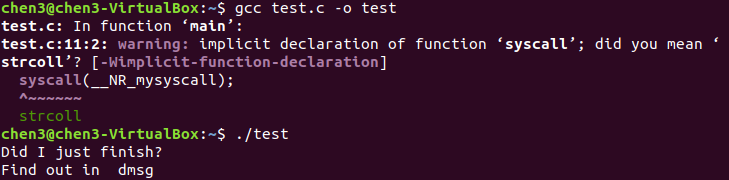 chen3@chen3-VirtualBox:~$ gcc test.c -o test
test.c: In function ‘main’:
test.c:11:2: warning: implicit declaration of function ‘syscall’; did you mean ‘
strcoll’? [-Wimplicit-function-declaration]
  syscall(__NR_mysyscall);
  ^~~~~~~
  strcoll
chen3@chen3-VirtualBox:~$ ./test
Did I just finish?
Find out in  dmsg